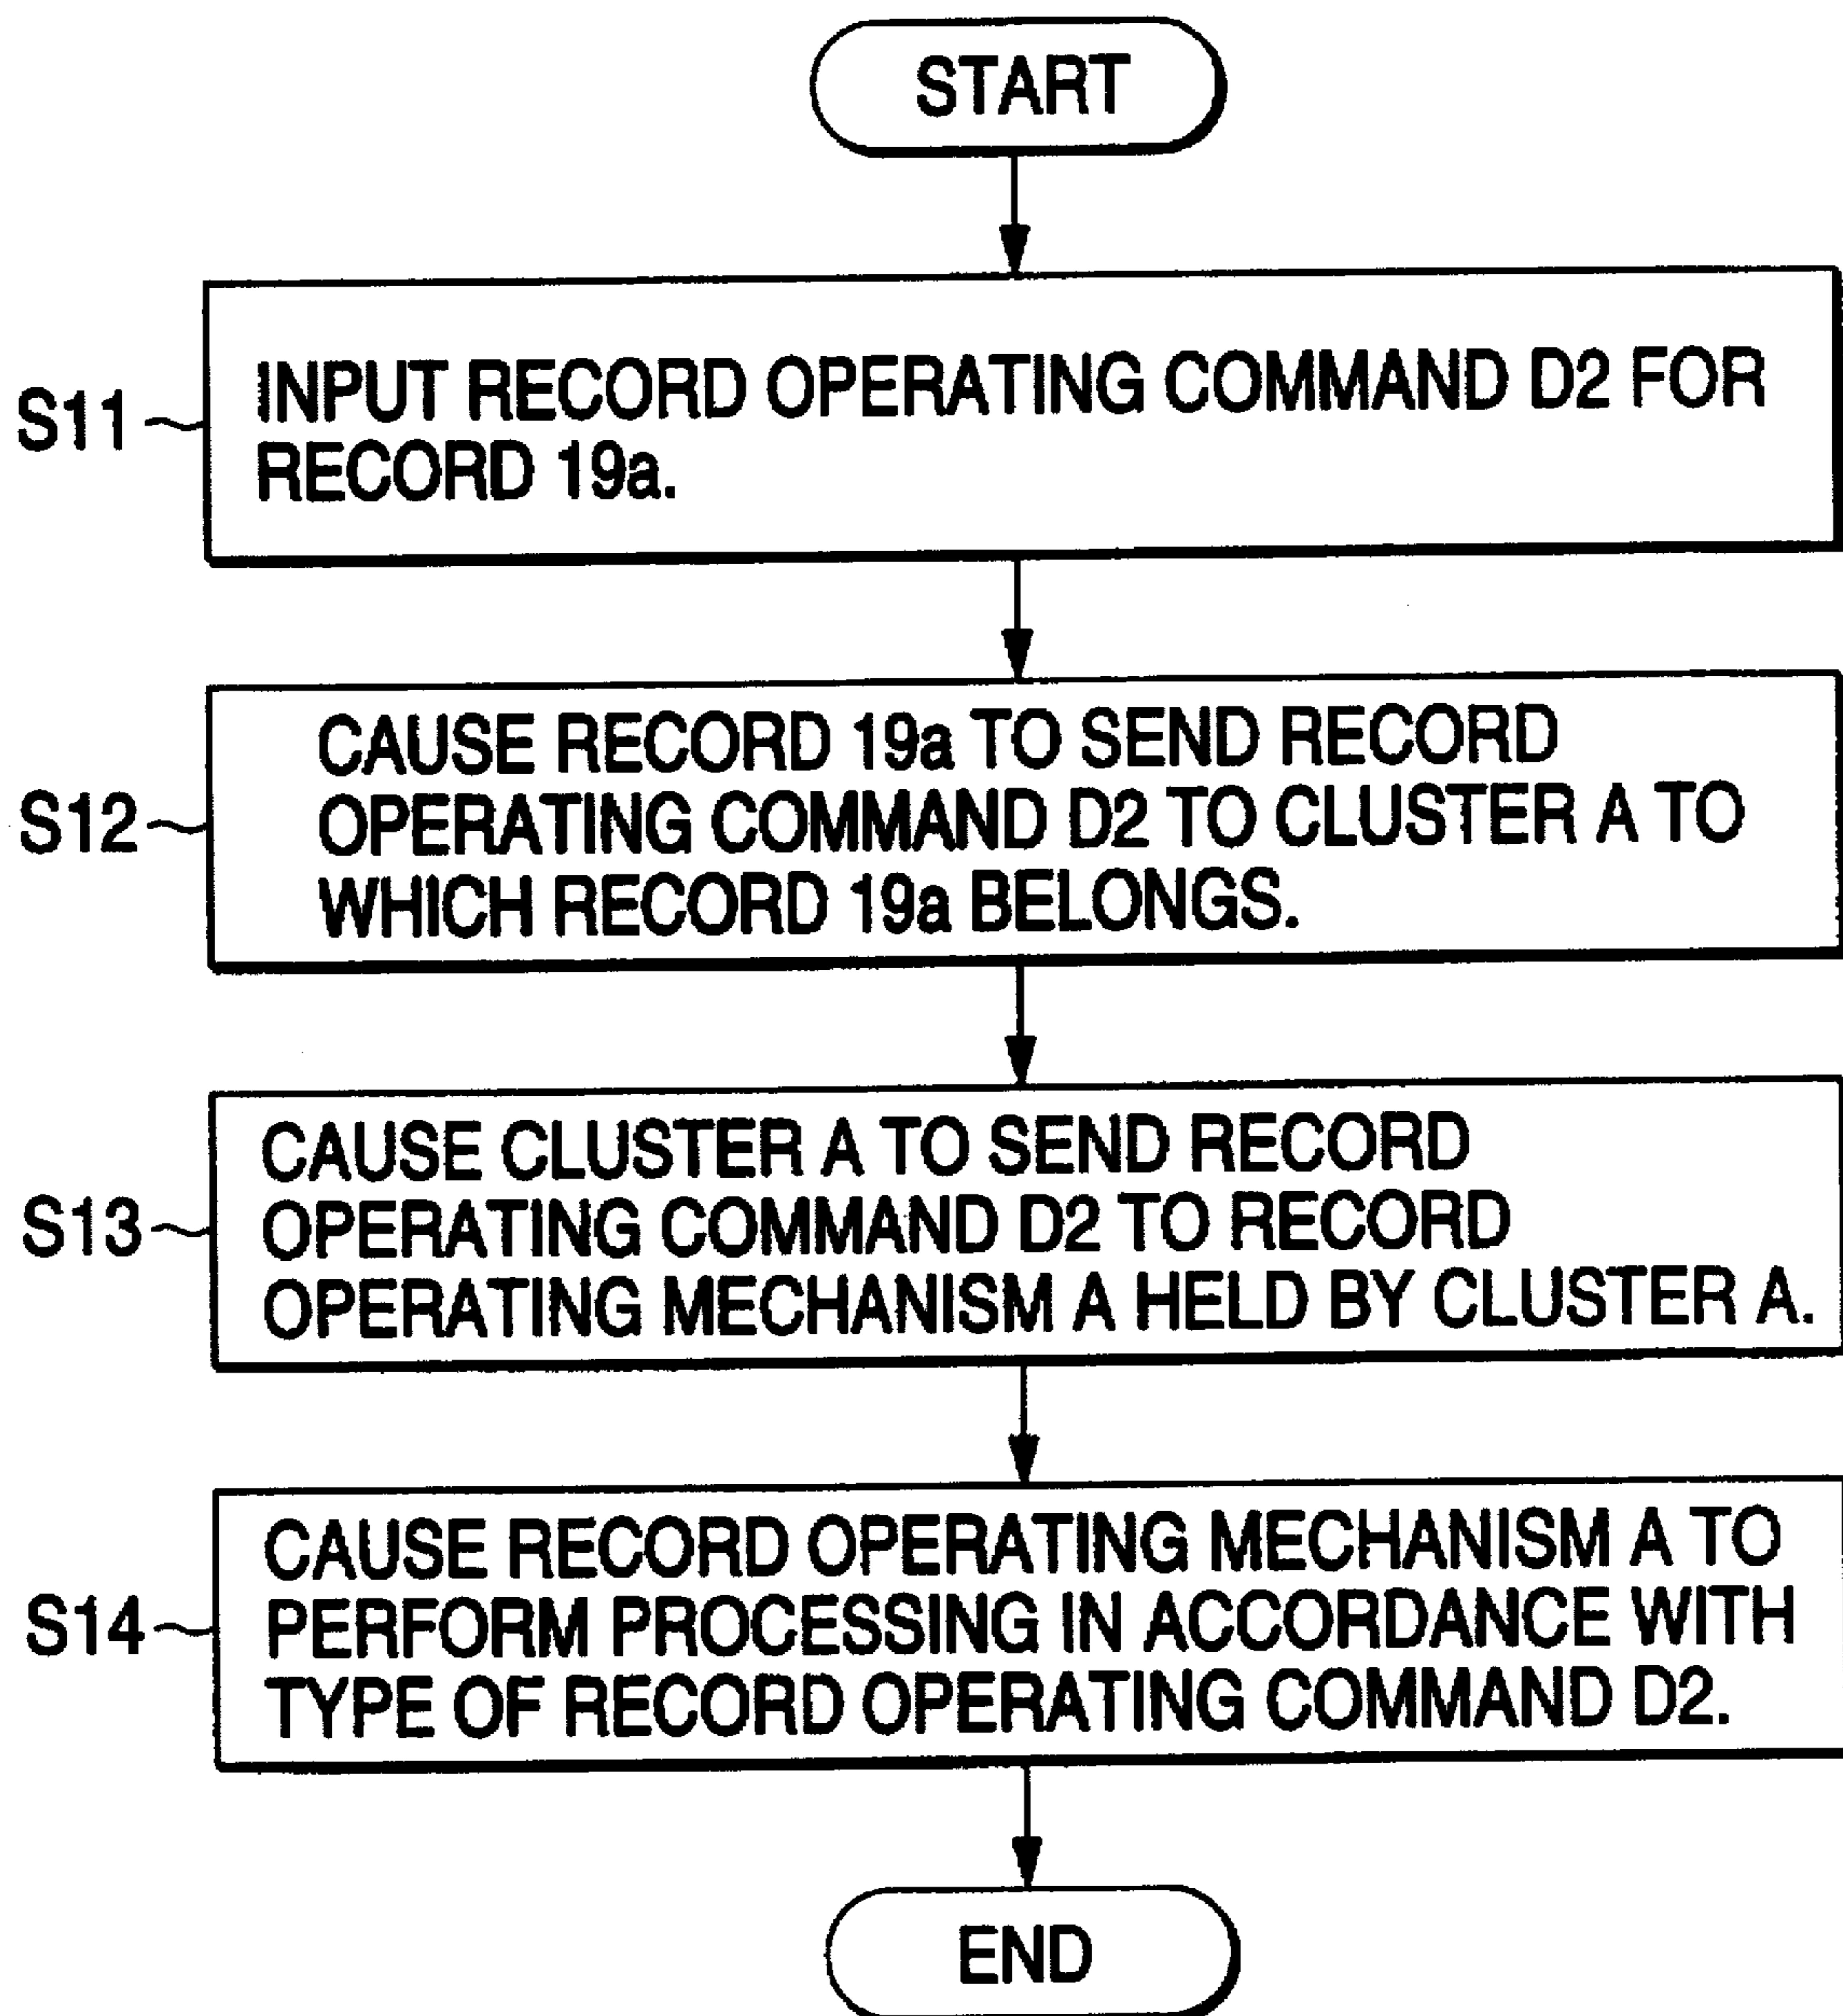 START
S11
INPUT RECORD OPERATING COMMAND D2 FOR
RECORD 19a.
S12
CAUSE RECORD 19a TO SEND RECORD
OPERATING COMMAND D2 TO CLUSTER A TO
WHICH RECORD 19a BELONGS.
S13
CAUSE CLUSTER A TO SEND RECORD
OPERATING COMMAND D2 TO RECORD
OPERATING MECHANISM A HELD BY CLUSTER A.
S14
CAUSE RECORD OPERATING MECHANISM A TO
PERFORM PROCESSING IN ACCORDANCE WITH
TYPE OF RECORD OPERATING COMMAND D2.
END